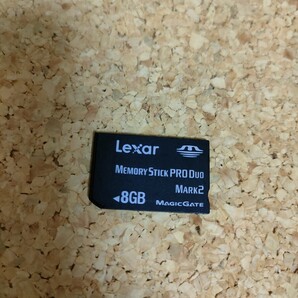 Lexar
MEMORY STICK PRO DUO
MARK2
◄8GB
MAGICGATE